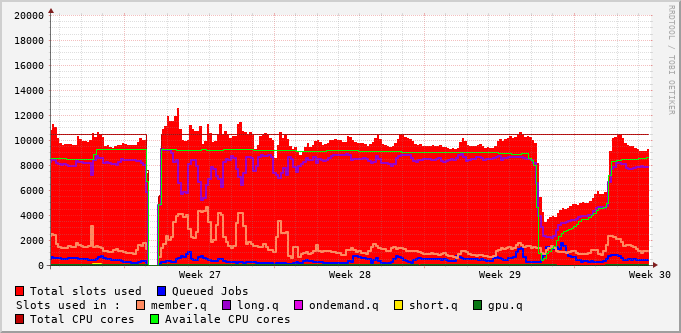 RRDTOOL / TOBI OETIKER
20000
18000
16000
14000
12000
10000
8000
6000
4000
2000
0
Week 27 Week 28 Week 29 Week 30
Total slots used Queued Jobs
Slots used in : member.q long.q ondemand.q short.q gpu.q
Total CPU cores Availale CPU cores